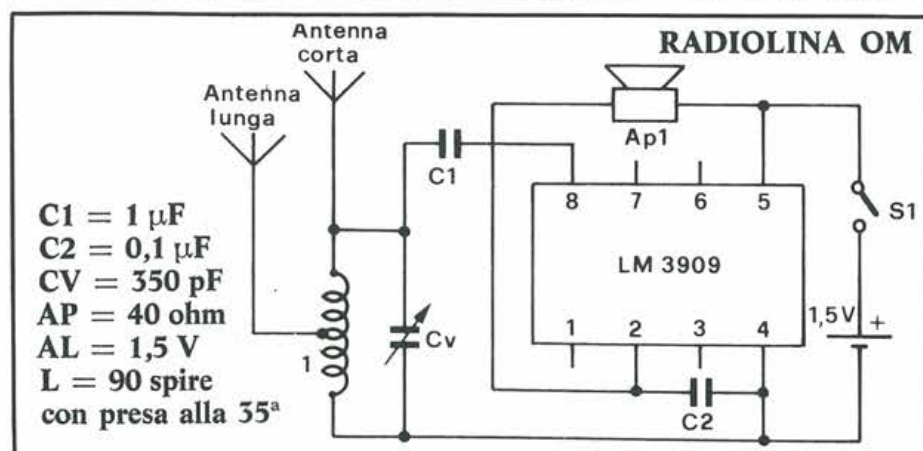 RADIOLINA OM
Antenna
corta
Antenna
lunga
C1 = 1 µF
C2 = 0,1 µF
CV = 350 pF
AP = 40 ohm
AL = 1,5 V
L = 90 spire
con presa alla 35ª
1
Cv
C1
Ap1
8 7 6 5
LM 3909
1 2 3 4
C2
S1
1,5V
+